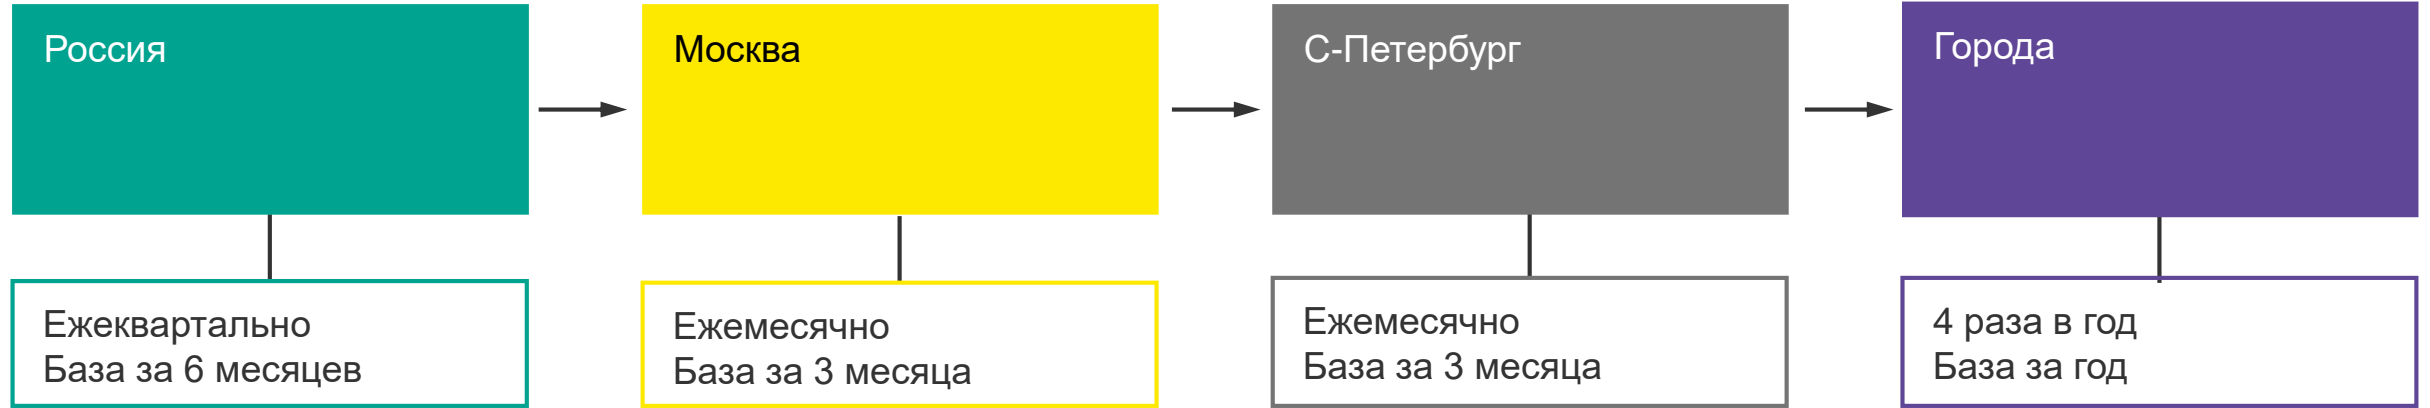 Россия
Москва
С-Петербург
Города
Ежеквартально
База за 6 месяцев
Ежемесячно
База за 3 месяца
Ежемесячно
База за 3 месяца
4 раза в год
База за год